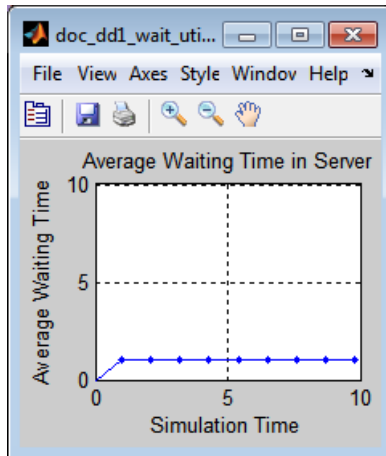 doc_dd1_wait_uti...
File View Axes Style Windov Help
Average Waiting Time in Server
10
Average Waiting Time
5
0
0 5 10
Simulation Time